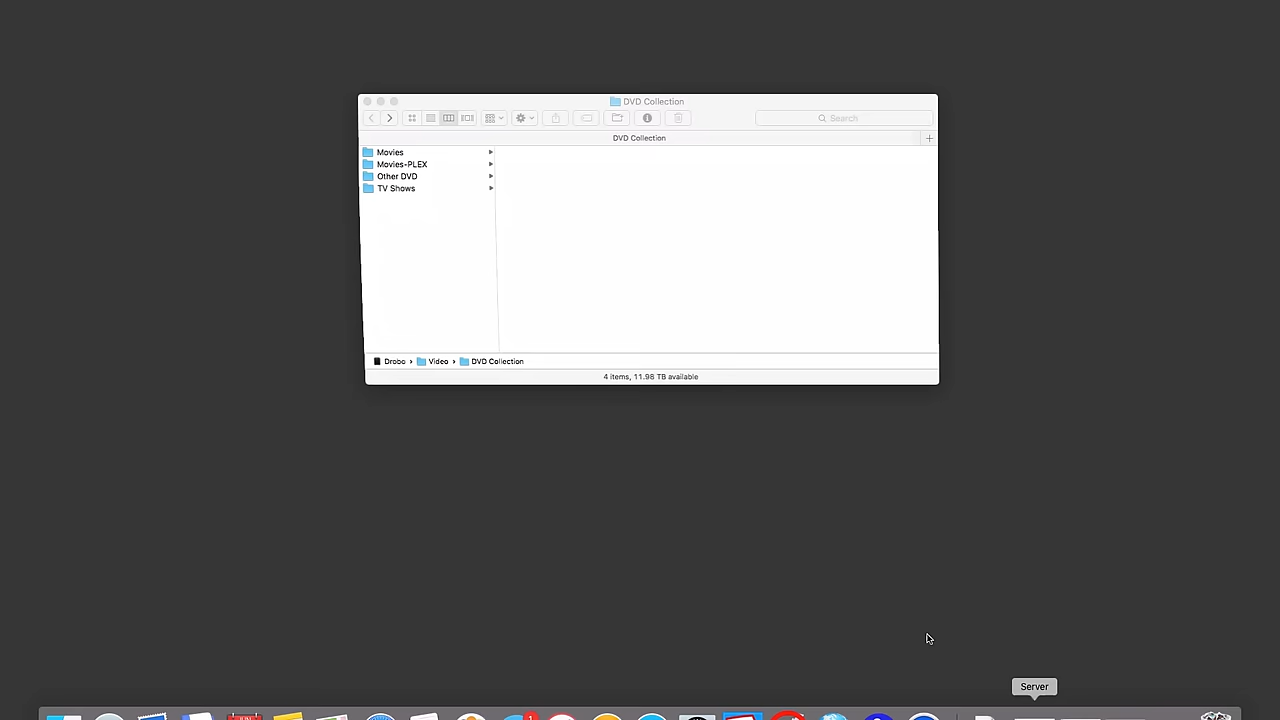 DVD Collection
Search
DVD Collection
Movies
Movies-PLEX
Other DVD
TV Shows
Drobo › Video › DVD Collection
4 items, 11.98 TB available
Server
1